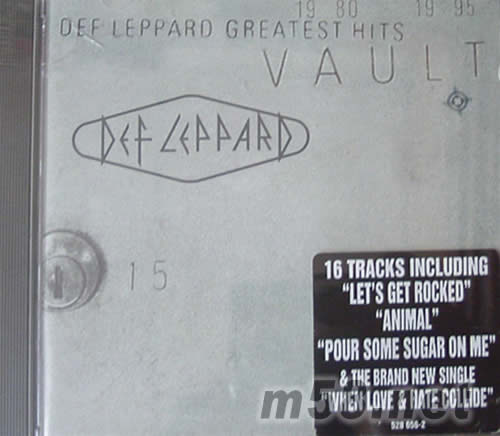 19 80 19 95
DEF LEPPARD GREATEST HITS
VAULT
DEF LEPPARD
15
16 TRACKS INCLUDING
"LET'S GET ROCKED"
"ANIMAL"
"POUR SOME SUGAR ON ME"
& THE BRAND NEW SINGLE
"WHEN LOVE & HATE COLLIDE"
528 656-2